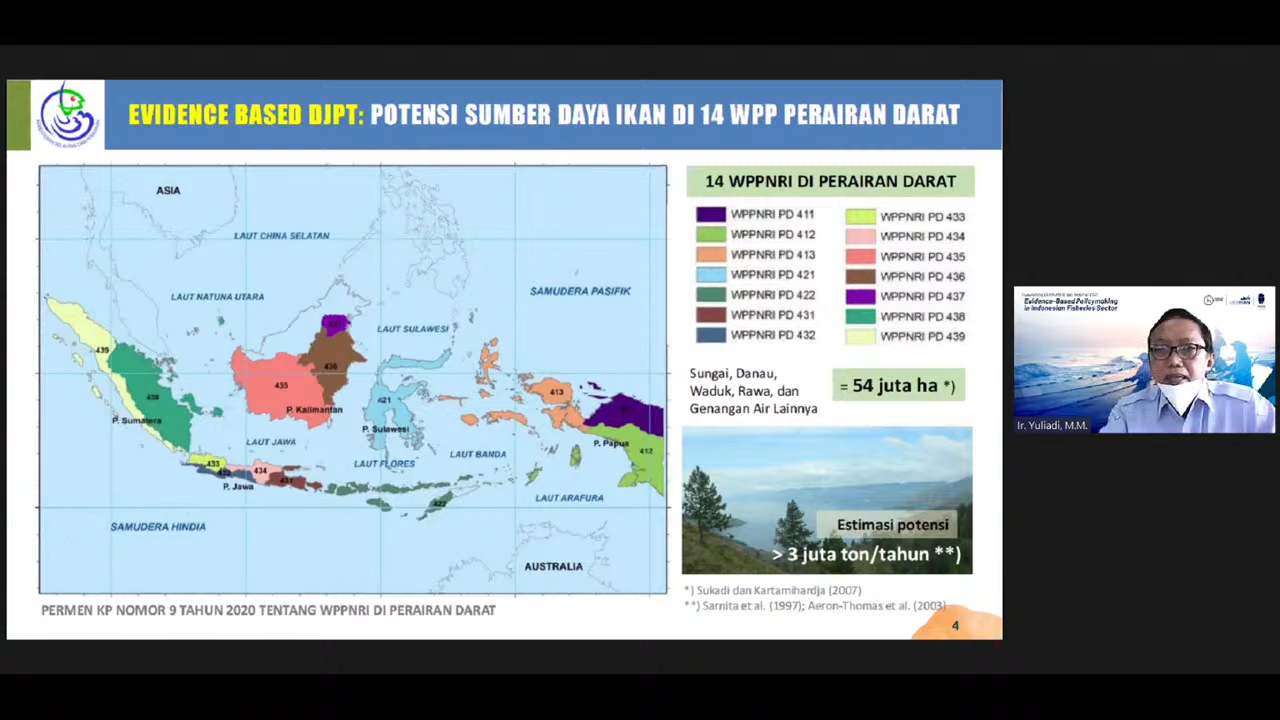 EVIDENCE BASED DJPT: POTENSI SUMBER DAYA IKAN DI 14 WPP PERAIRAN DARAT
ASIA
LAUT CHINA SELATAN
LAUT NATUNA UTARA
SAMUDERA PASIFIK
LAUT SULAWESI
439
438
P. Sumatera
435
436
P. Kalimantan
421
P. Sulawesi
413
P. Papua
412
LAUT JAWA
LAUT FLORES
LAUT BANDA
433
434
431
P. Jawa
422
LAUT ARAFURA
SAMUDERA HINDIA
AUSTRALIA
PERMEN KP NOMOR 9 TAHUN 2020 TENTANG WPPNRI DI PERAIRAN DARAT
14 WPPNRI DI PERAIRAN DARAT
WPPNRI PD 411
WPPNRI PD 412
WPPNRI PD 413
WPPNRI PD 421
WPPNRI PD 422
WPPNRI PD 431
WPPNRI PD 432
WPPNRI PD 433
WPPNRI PD 434
WPPNRI PD 435
WPPNRI PD 436
WPPNRI PD 437
WPPNRI PD 438
WPPNRI PD 439
Sungai, Danau,
Waduk, Rawa, dan
Genangan Air Lainnya
= 54 juta ha *)
Estimasi potensi
> 3 juta ton/tahun **)
*) Sukadi dan Kartamihardja (2007)
**) Sarnita et al. (1997); Aeron-Thomas et al. (2003)
4
Evidence-Based Policymaking
in Indonesian Fisheries Sector
Ir. Yuliadi, M.M.